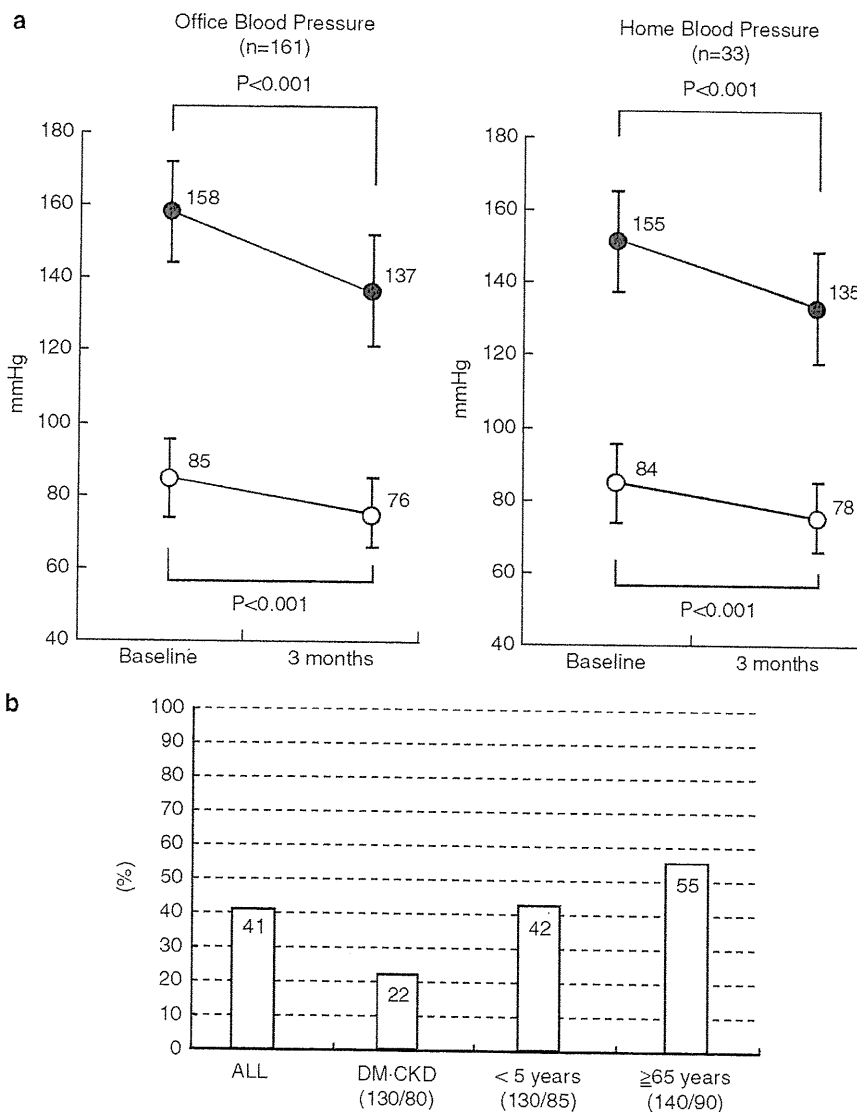 a
Office Blood Pressure
(n=161)
P<0.001
180
160
140
120
100
80
60
40
mmHg
158
137
85
76
P<0.001
Baseline 3 months
Home Blood Pressure
(n=33)
P<0.001
180
160
140
120
100
80
60
40
mmHg
155
135
84
78
P<0.001
Baseline 3 months
b
100
90
80
70
60
50
40
30
20
10
0
(%)
41
22
42
55
ALL DM·CKD < 5 years ≧65 years
(130/80) (130/85) (140/90)